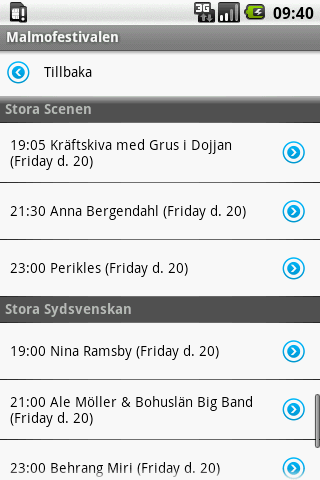 3G
09:40
Malmofestivalen
Tillbaka
Stora Scenen
19:05 Kräftskiva med Grus i Dojjan
(Friday d. 20)
21:30 Anna Bergendahl (Friday d. 20)
23:00 Perikles (Friday d. 20)
Stora Sydsvenskan
19:00 Nina Ramsby (Friday d. 20)
21:00 Ale Möller & Bohuslän Big Band
(Friday d. 20)
23:00 Behrang Miri (Friday d. 20)